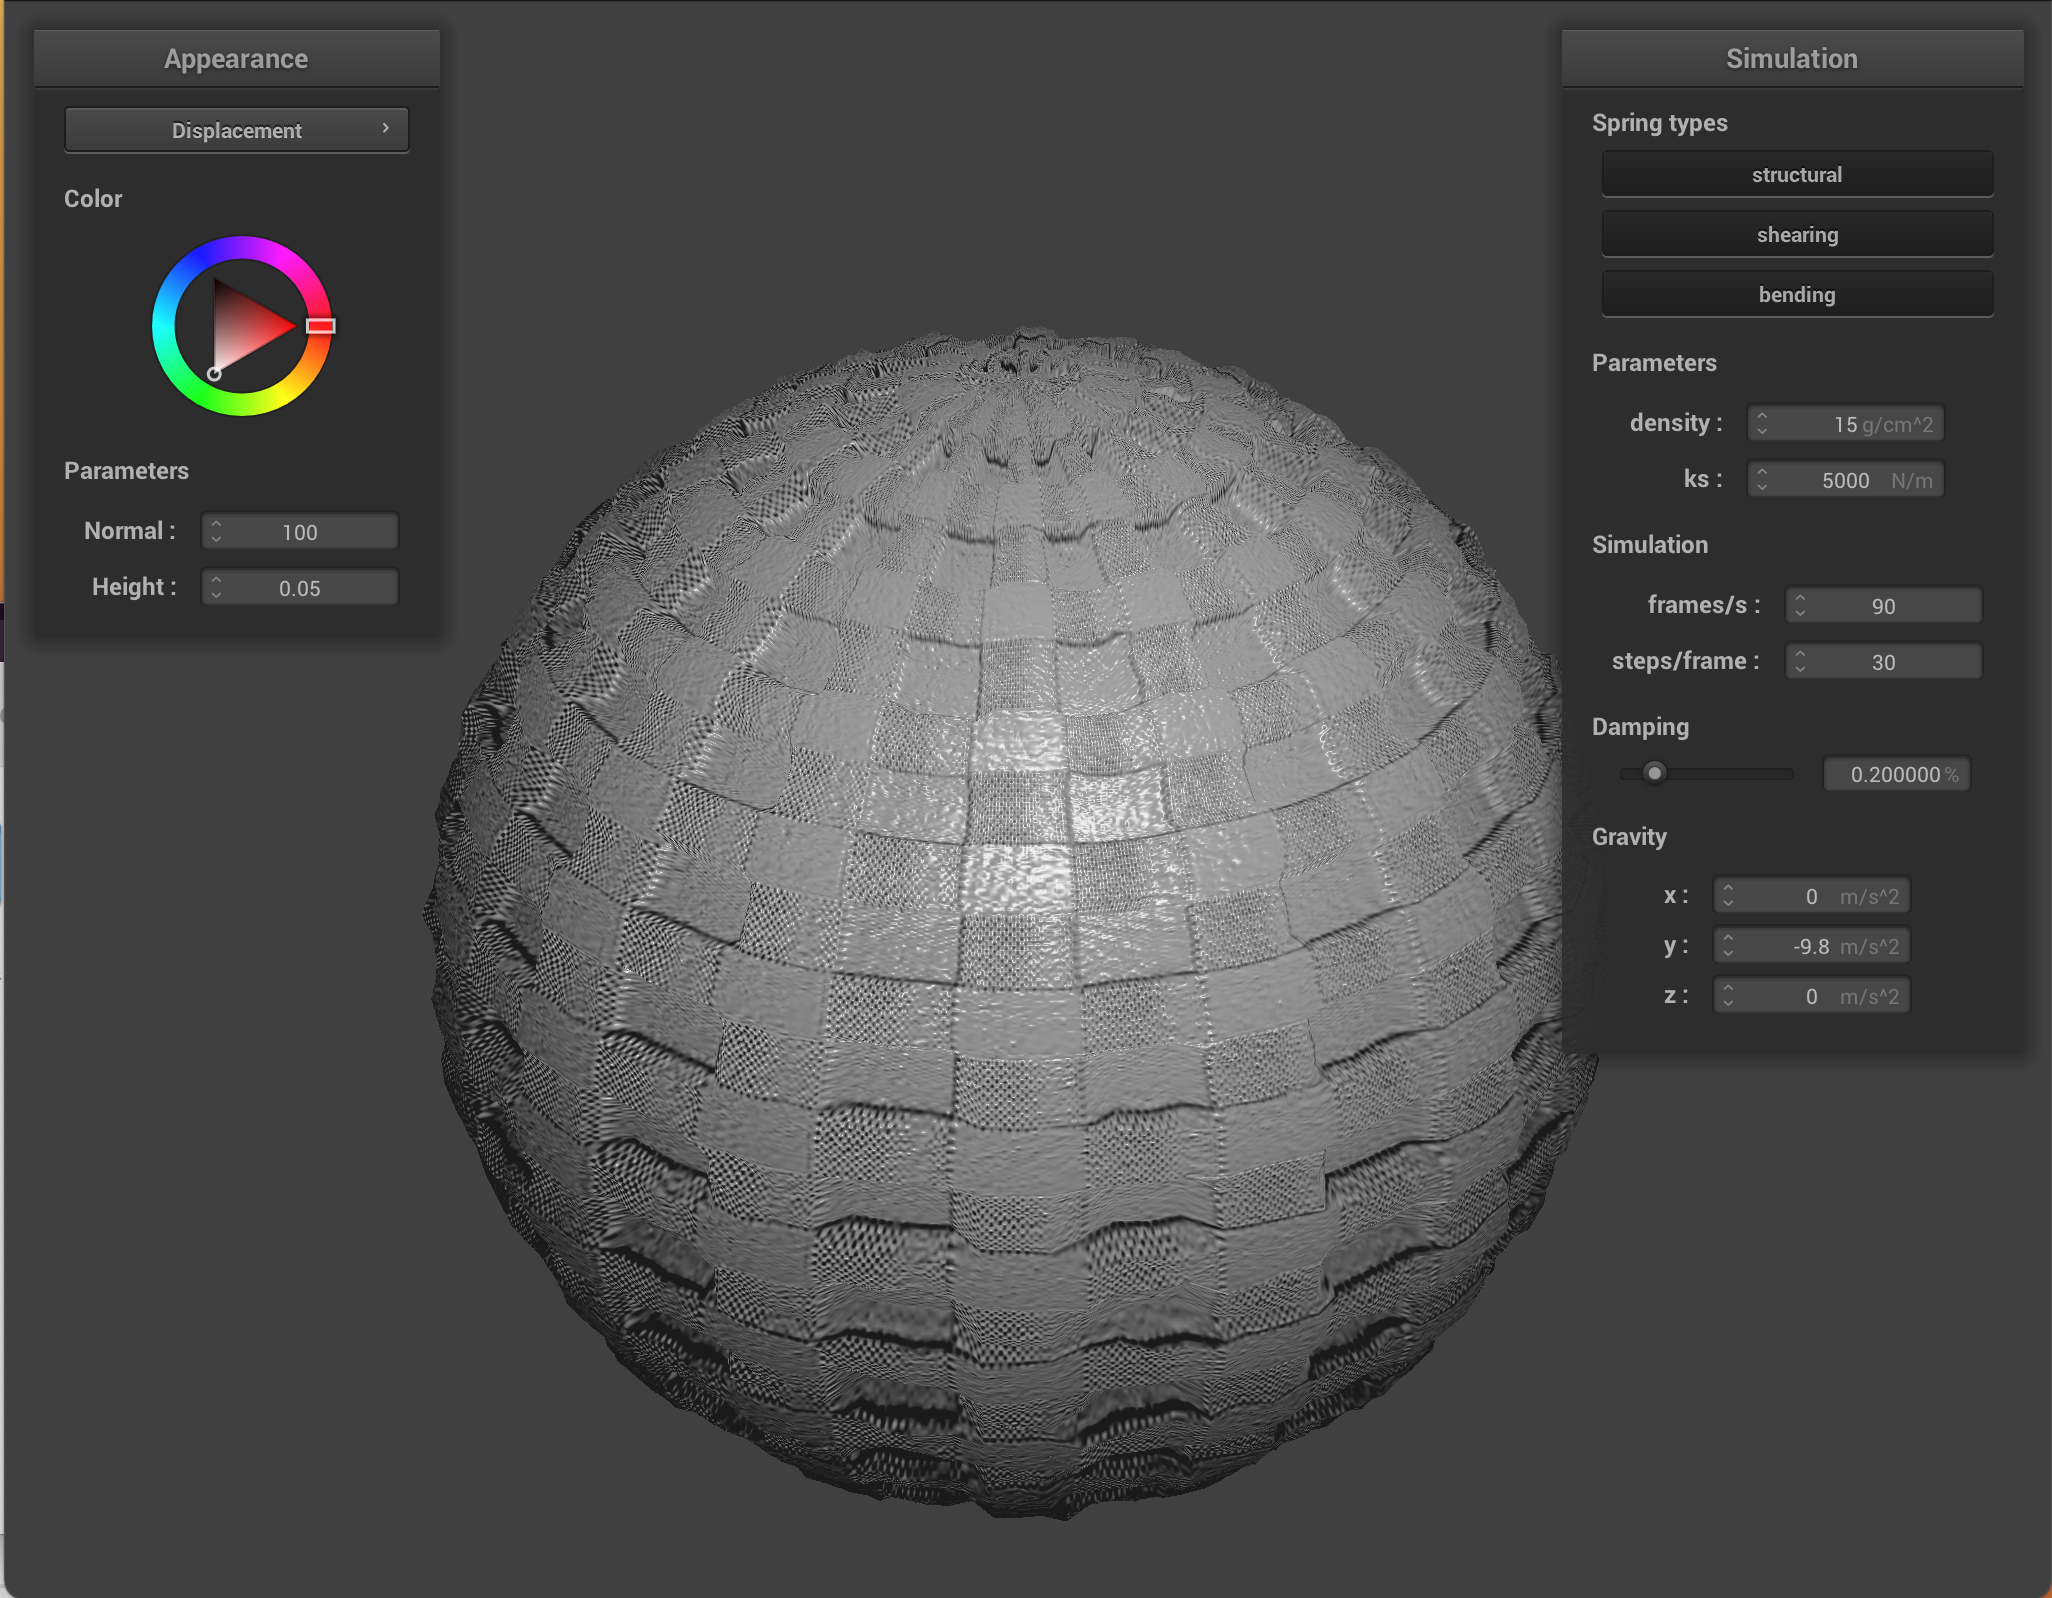 Appearance
Displacement
Color
Parameters
Normal : 100
Height : 0.05
Simulation
Spring types
structural
shearing
bending
Parameters
density : 15 g/cm^2
ks : 5000 N/m
Simulation
frames/s : 90
steps/frame : 30
Damping
0.200000 %
Gravity
x : 0 m/s^2
y : -9.8 m/s^2
z : 0 m/s^2